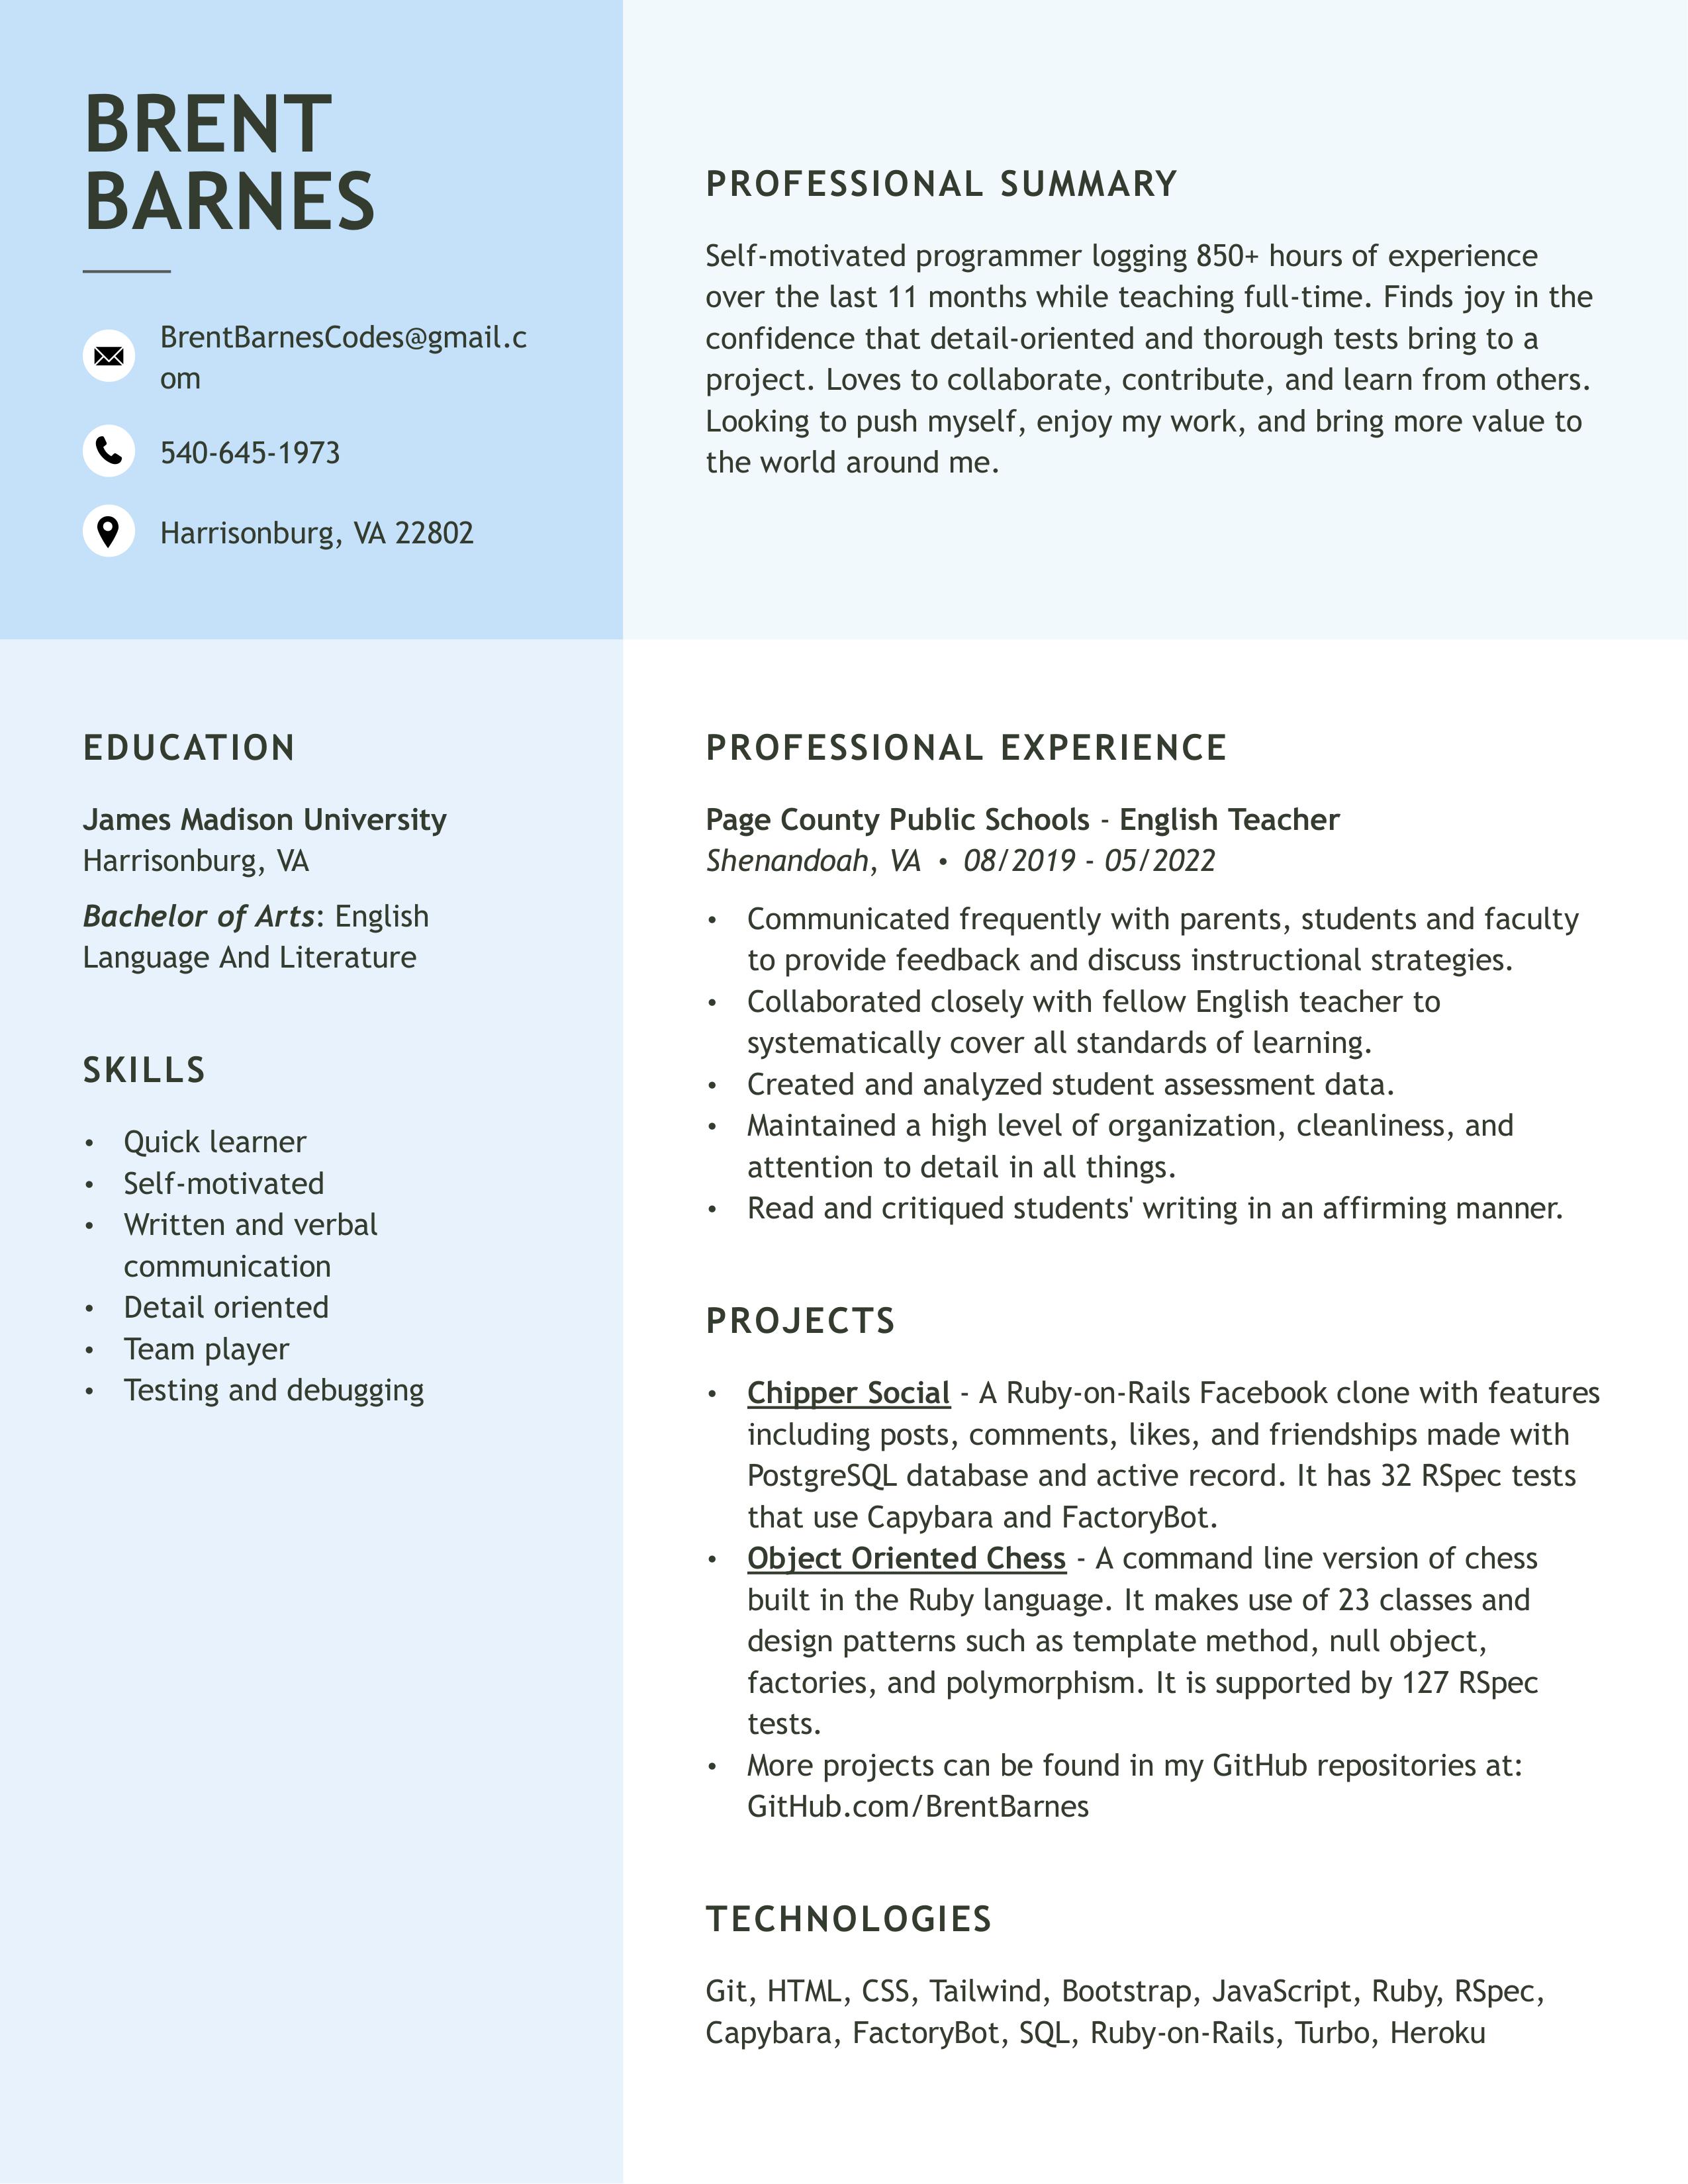 BRENT
BARNES
BrentBarnesCodes@gmail.c
om
540-645-1973
Harrisonburg, VA 22802
PROFESSIONAL SUMMARY
Self-motivated programmer logging 850+ hours of experience
over the last 11 months while teaching full-time. Finds joy in the
confidence that detail-oriented and thorough tests bring to a
project. Loves to collaborate, contribute, and learn from others.
Looking to push myself, enjoy my work, and bring more value to
the world around me.
EDUCATION
James Madison University
Harrisonburg, VA
Bachelor of Arts: English
Language And Literature
SKILLS
• Quick learner
• Self-motivated
• Written and verbal
communication
• Detail oriented
• Team player
• Testing and debugging
PROFESSIONAL EXPERIENCE
Page County Public Schools - English Teacher
Shenandoah, VA • 08/2019 - 05/2022
• Communicated frequently with parents, students and faculty
to provide feedback and discuss instructional strategies.
• Collaborated closely with fellow English teacher to
systematically cover all standards of learning.
• Created and analyzed student assessment data.
• Maintained a high level of organization, cleanliness, and
attention to detail in all things.
• Read and critiqued students' writing in an affirming manner.
PROJECTS
• Chipper Social - A Ruby-on-Rails Facebook clone with features
including posts, comments, likes, and friendships made with
PostgreSQL database and active record. It has 32 RSpec tests
that use Capybara and FactoryBot.
• Object Oriented Chess - A command line version of chess
built in the Ruby language. It makes use of 23 classes and
design patterns such as template method, null object,
factories, and polymorphism. It is supported by 127 RSpec
tests.
• More projects can be found in my GitHub repositories at:
GitHub.com/BrentBarnes
TECHNOLOGIES
Git, HTML, CSS, Tailwind, Bootstrap, JavaScript, Ruby, RSpec,
Capybara, FactoryBot, SQL, Ruby-on-Rails, Turbo, Heroku